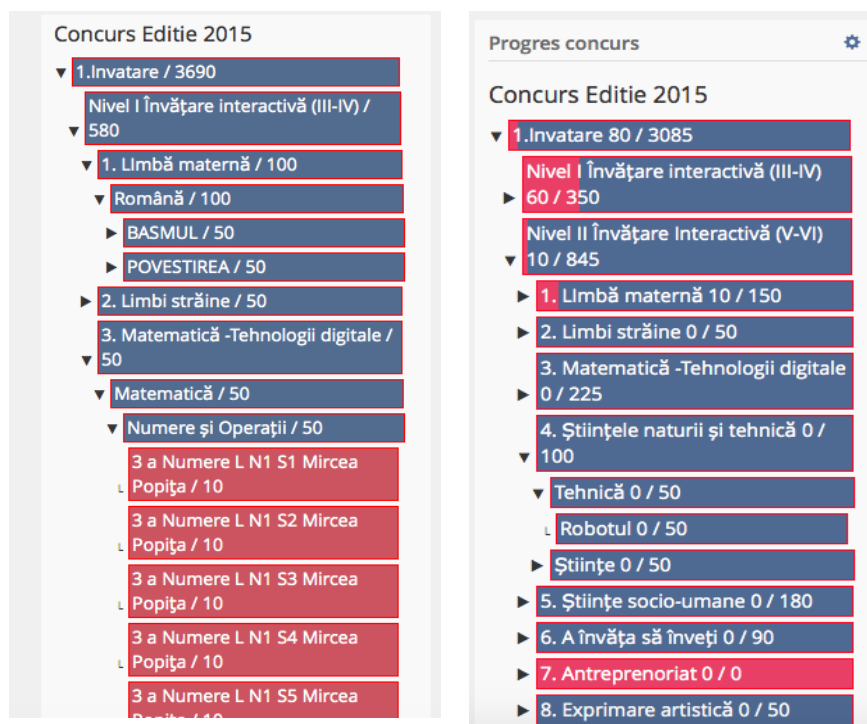 Concurs Editie 2015
1.Invatare / 3690
Nivel I Învățare interactivă (III-IV) /
580
1. LImbă maternă / 100
Română / 100
BASMUL / 50
POVESTIREA / 50
2. Limbi străine / 50
3. Matematică -Tehnologii digitale /
50
Matematică / 50
Numere și Operații / 50
3 a Numere L N1 S1 Mircea
Popița / 10
3 a Numere L N1 S2 Mircea
Popița / 10
3 a Numere L N1 S3 Mircea
Popița / 10
3 a Numere L N1 S4 Mircea
Popița / 10
3 a Numere L N1 S5 Mircea
Popița / 10
Progres concurs
Concurs Editie 2015
1.Invatare 80 / 3085
Nivel I Învățare interactivă (III-IV)
60 / 350
Nivel II Învățare Interactivă (V-VI)
10 / 845
1. LImbă maternă 10 / 150
2. Limbi străine 0 / 50
3. Matematică -Tehnologii digitale
0 / 225
4. Științele naturii și tehnică 0 /
100
Tehnică 0 / 50
Robotul 0 / 50
Științe 0 / 50
5. Științe socio-umane 0 / 180
6. A învăța să înveți 0 / 90
7. Antreprenoriat 0 / 0
8. Exprimare artistică 0 / 50